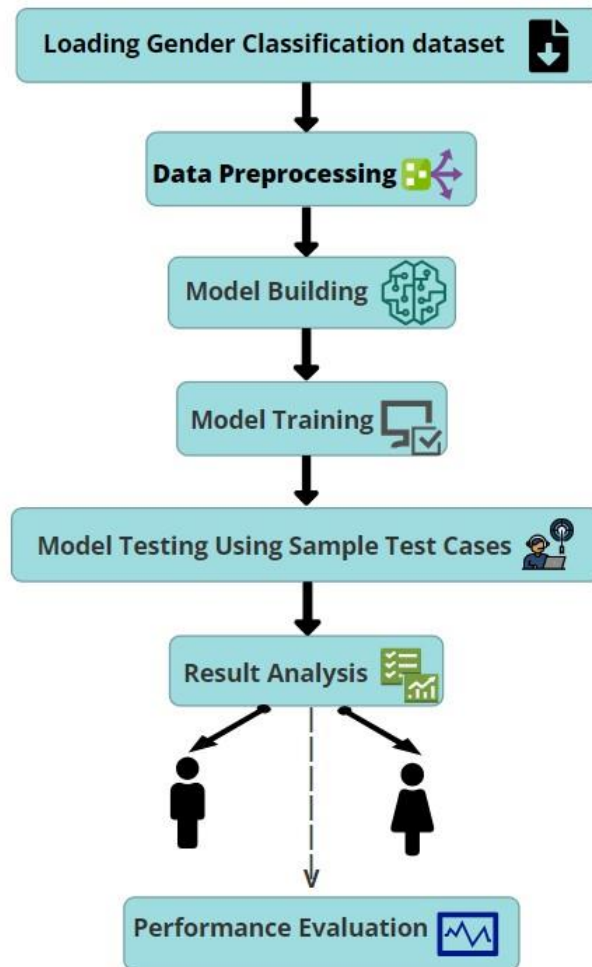 Loading Gender Classification dataset
Data Preprocessing
Model Building
Model Training
Model Testing Using Sample Test Cases
Result Analysis
Performance Evaluation